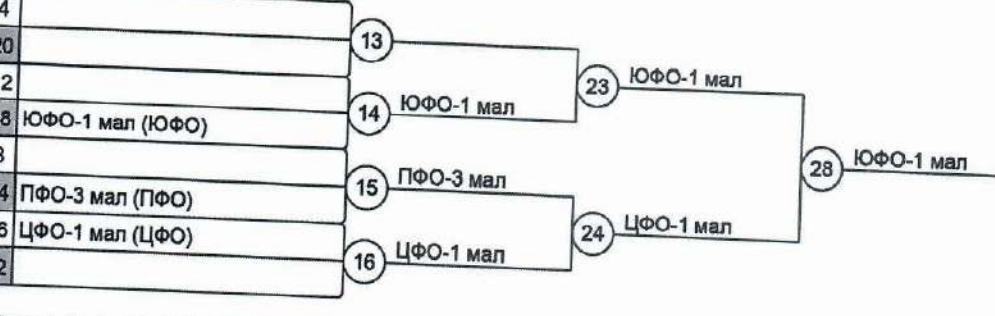 4
20
2
8 ЮФО-1 мал (ЮФО)
3
4 ПФО-3 мал (ПФО)
6 ЦФО-1 мал (ЦФО)
2
13
14 ЮФО-1 мал
15 ПФО-3 мал
16 ЦФО-1 мал
23 ЮФО-1 мал
24 ЦФО-1 мал
28 ЮФО-1 мал